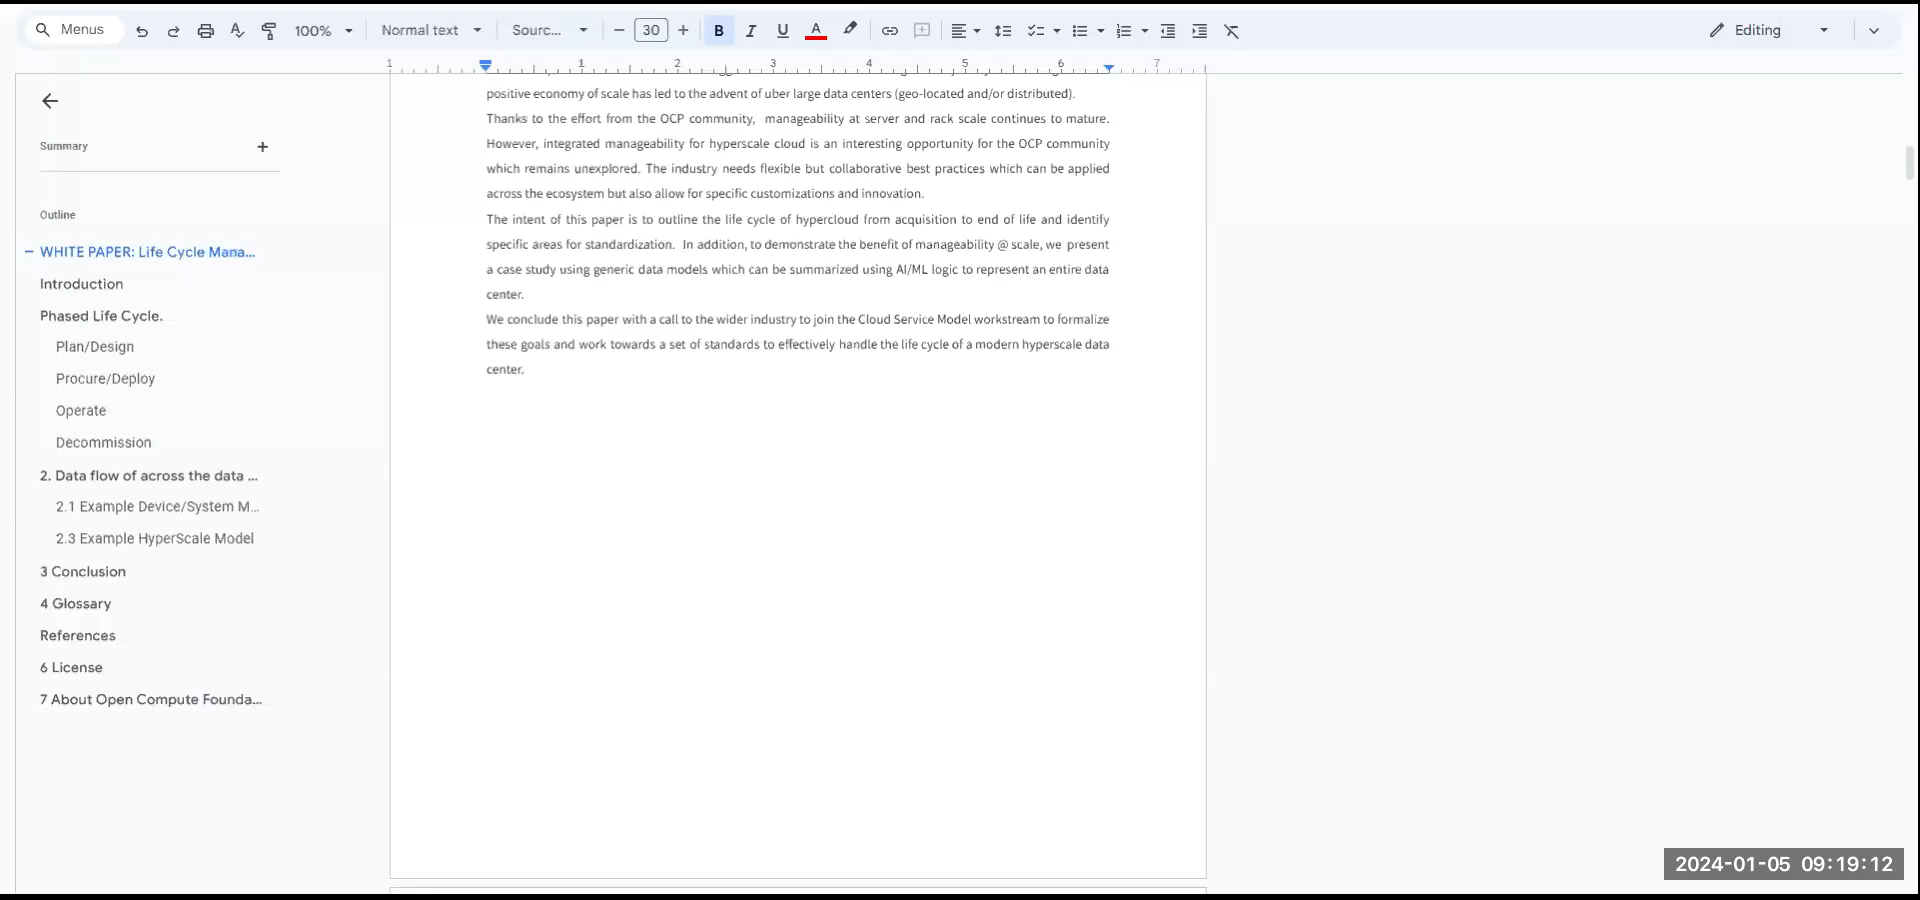 Menus 100% Normal text Sourc... 30 B I U A Editing
1 1 2 3 4 5 6 7
Summary
Outline
WHITE PAPER: Life Cycle Mana...
Introduction
Phased Life Cycle.
Plan/Design
Procure/Deploy
Operate
Decommission
2. Data flow of across the data ...
2.1 Example Device/System M...
2.3 Example HyperScale Model
3 Conclusion
4 Glossary
References
6 License
7 About Open Compute Founda...
positive economy of scale has led to the advent of uber large data centers (geo-located and/or distributed).
Thanks to the effort from the OCP community,  manageability at server and rack scale continues to mature.
However, integrated manageability for hyperscale cloud is an interesting opportunity for the OCP community
which remains unexplored. The industry needs flexible but collaborative best practices which can be applied
across the ecosystem but also allow for specific customizations and innovation.
The intent of this paper is to outline the life cycle of hypercloud from acquisition to end of life and identify
specific areas for standardization.  In addition, to demonstrate the benefit of manageability @ scale, we  present
a case study using generic data models which can be summarized using AI/ML logic to represent an entire data
center.
We conclude this paper with a call to the wider industry to join the Cloud Service Model workstream to formalize
these goals and work towards a set of standards to effectively handle the life cycle of a modern hyperscale data
center.
2024-01-05 09:19:12